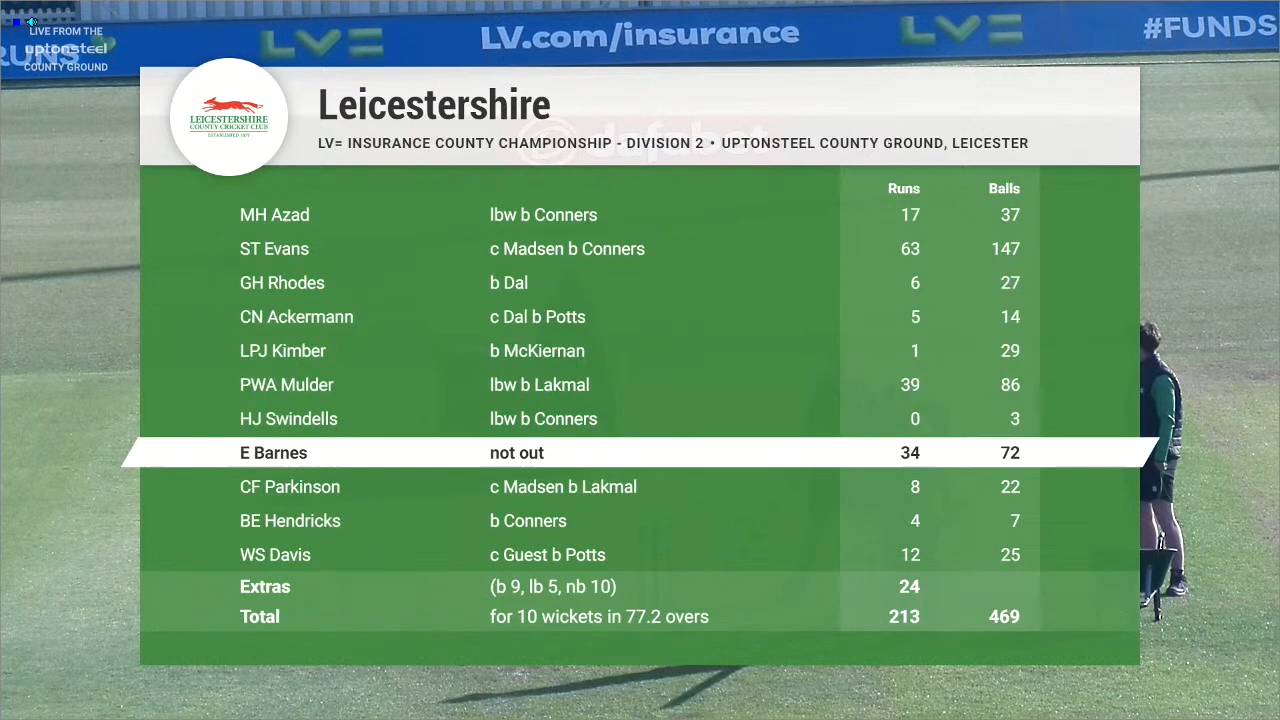 LIVE FROM THE
uptonsteel
COUNTY GROUND
RUNS
LV=
LV.com/insurance
LV=
#FUNDS
LEICESTERSHIRE
COUNTY CRICKET CLUB
ESTABLISHED 1879
Leicestershire
dafabet
LV= INSURANCE COUNTY CHAMPIONSHIP - DIVISION 2 • UPTONSTEEL COUNTY GROUND, LEICESTER
Runs Balls
MH Azad lbw b Conners 17 37
ST Evans c Madsen b Conners 63 147
GH Rhodes b Dal 6 27
CN Ackermann c Dal b Potts 5 14
LPJ Kimber b McKiernan 1 29
PWA Mulder lbw b Lakmal 39 86
HJ Swindells lbw b Conners 0 3
E Barnes not out 34 72
CF Parkinson c Madsen b Lakmal 8 22
BE Hendricks b Conners 4 7
WS Davis c Guest b Potts 12 25
Extras (b 9, lb 5, nb 10) 24
Total for 10 wickets in 77.2 overs 213 469